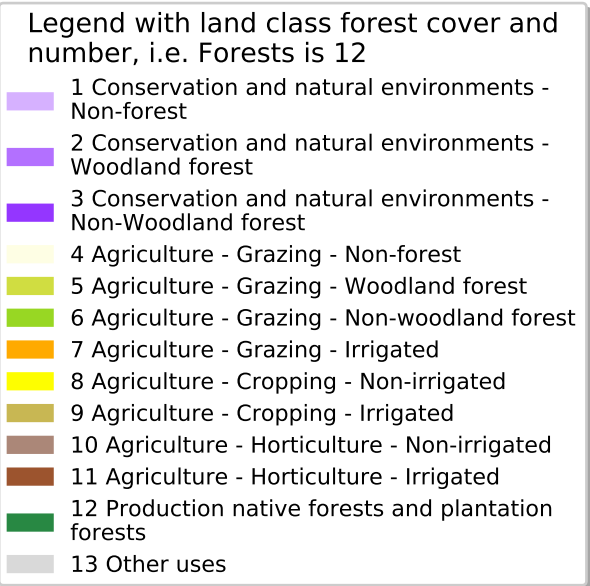 Legend with land class forest cover and
number, i.e. Forests is 12
1 Conservation and natural environments -
Non-forest
2 Conservation and natural environments -
Woodland forest
3 Conservation and natural environments -
Non-Woodland forest
4 Agriculture - Grazing - Non-forest
5 Agriculture - Grazing - Woodland forest
6 Agriculture - Grazing - Non-woodland forest
7 Agriculture - Grazing - Irrigated
8 Agriculture - Cropping - Non-irrigated
9 Agriculture - Cropping - Irrigated
10 Agriculture - Horticulture - Non-irrigated
11 Agriculture - Horticulture - Irrigated
12 Production native forests and plantation
forests
13 Other uses